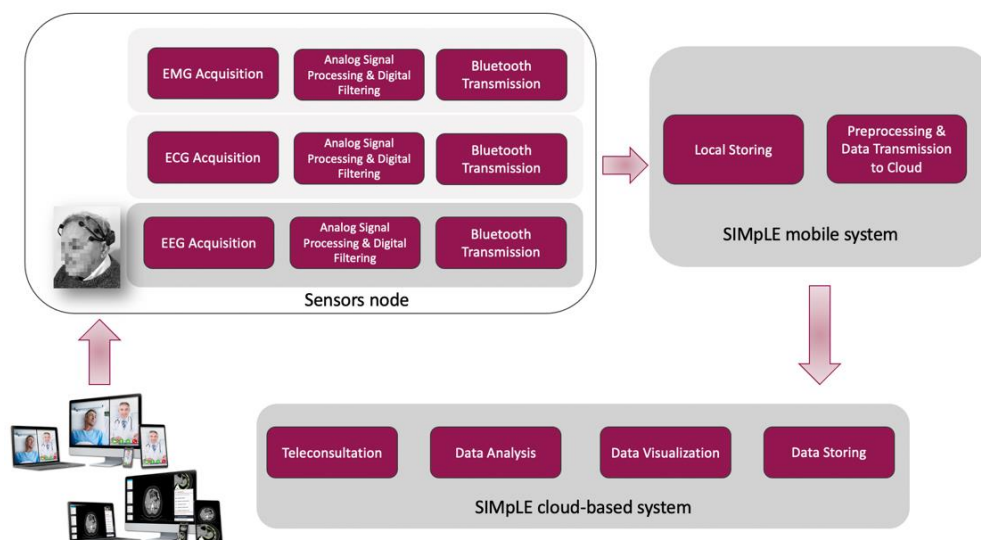 EMG Acquisition
Analog Signal
Processing & Digital
Filtering
Bluetooth
Transmission
ECG Acquisition
Analog Signal
Processing & Digital
Filtering
Bluetooth
Transmission
EEG Acquisition
Analog Signal
Processing & Digital
Filtering
Bluetooth
Transmission
Sensors node
Local Storing
Preprocessing &
Data Transmission
to Cloud
SIMpLE mobile system
Teleconsultation
Data Analysis
Data Visualization
Data Storing
SIMpLE cloud-based system